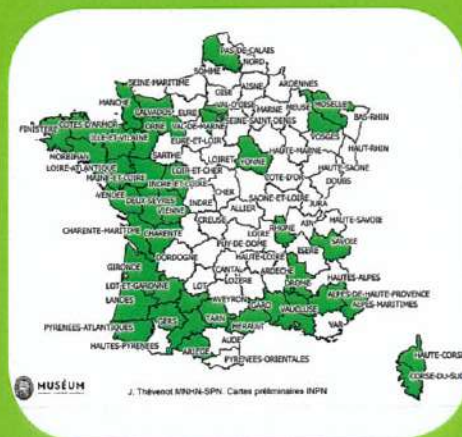 PAS-DE-CALAIS
NORD
SOMME
SEINE-MARITIME
AISNE
ARDENNES
OISE
MANCHE
CALVADOS
EURE
VAL-D'OISE
MARNE
MEUSE
MOSELLE
BAS-RHIN
SEINE-SAINT-DENIS
ORNE
VAL-DE-MARNE
FINISTERE
COTES-D'ARMOR
ILLE-ET-VILAINE
EURE-ET-LOIR
VOSGES
HAUT-RHIN
MORBIHAN
SARTHE
LOIRET
YONNE
HAUTE-MARNE
HAUTE-SAONE
LOIRE-ATLANTIQUE
LOIR-ET-CHER
MAINE-ET-LOIRE
INDRE-ET-LOIRE
COTE-D'OR
DOUBS
VENDEE
CHER
DEUX-SEVRES
INDRE
SAONE-ET-LOIRE
JURA
VIENNE
ALLIER
CREUSE
AIN
HAUTE-SAVOIE
CHARENTE-MARITIME
CHARENTE
LOIRE
RHONE
PUY-DE-DOME
ISERE
SAVOIE
DORDOGNE
CANTAL
HAUTE-LOIRE
GIRONDE
ARDECHE
DROME
HAUTES-ALPES
LOT-ET-GARONNE
LOT
LOZERE
LANDES
AVEYRON
GARD
VAUCLUSE
ALPES-DE-HAUTE-PROVENCE
ALPES-MARITIMES
PYRENEES-ATLANTIQUES
GERS
TARN
HERAULT
VAR
HAUTES-PYRENEES
AUDE
ARIEGE
PYRENEES-ORIENTALES
HAUTE-CORSE
CORSE-DU-SUD
MUSÉUM
J. Thévenot MNHN-SPN. Cartes préliminaires INPN